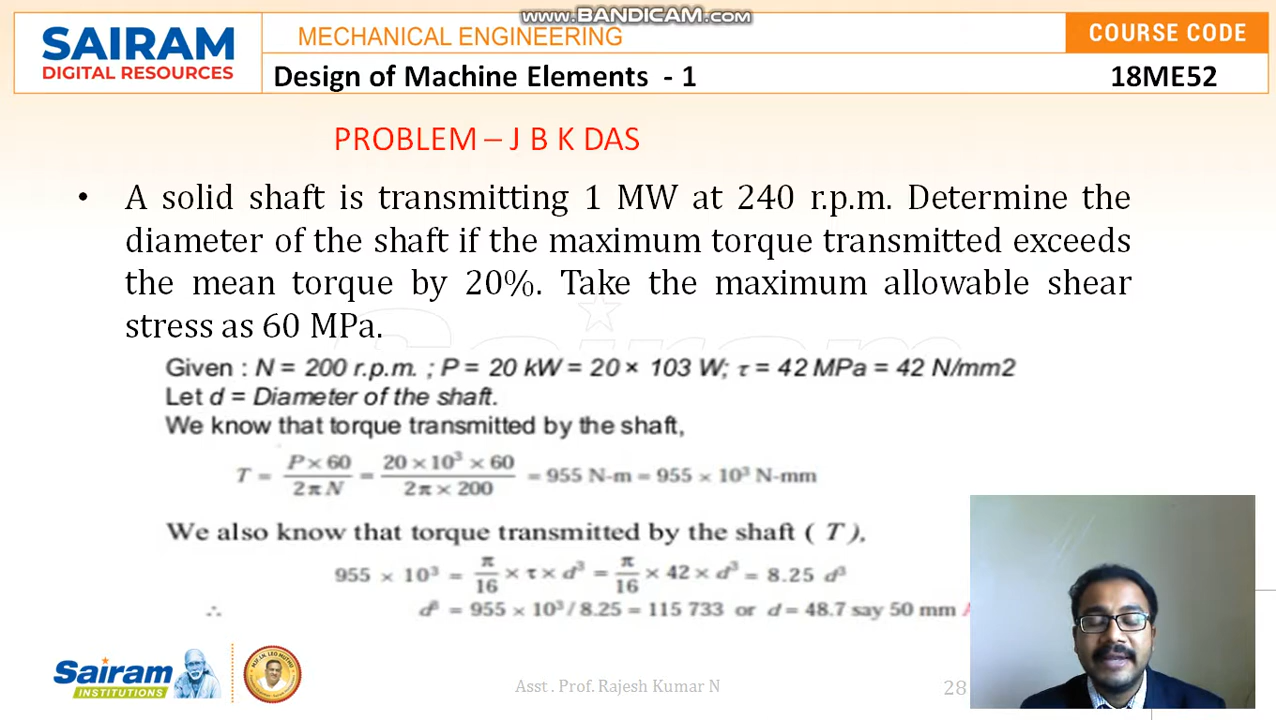 www.BANDICAM.com
SAIRAM
DIGITAL RESOURCES
MECHANICAL ENGINEERING
COURSE CODE
Design of Machine Elements - 1
18ME52
PROBLEM – J B K DAS
• A solid shaft is transmitting 1 MW at 240 r.p.m. Determine the
diameter of the shaft if the maximum torque transmitted exceeds
the mean torque by 20%. Take the maximum allowable shear
stress as 60 MPa.
Sairam
Given : N = 200 r.p.m. ; P = 20 kW = 20 × 103 W; τ = 42 MPa = 42 N/mm2
Let d = Diameter of the shaft.
We know that torque transmitted by the shaft,
T = P × 60 / 2 π N = 20 × 10³ × 60 / 2π × 200 = 955 N-m = 955 × 10³ N-mm
We also know that torque transmitted by the shaft ( T ),
955 × 10³ = π/16 × τ × d³ = π/16 × 42 × d³ = 8.25 d³
∴ d³ = 955 × 10³ / 8.25 = 115 733 or d = 48.7 say 50 mm A
Sairam
INSTITUTIONS
Asst . Prof. Rajesh Kumar N
28